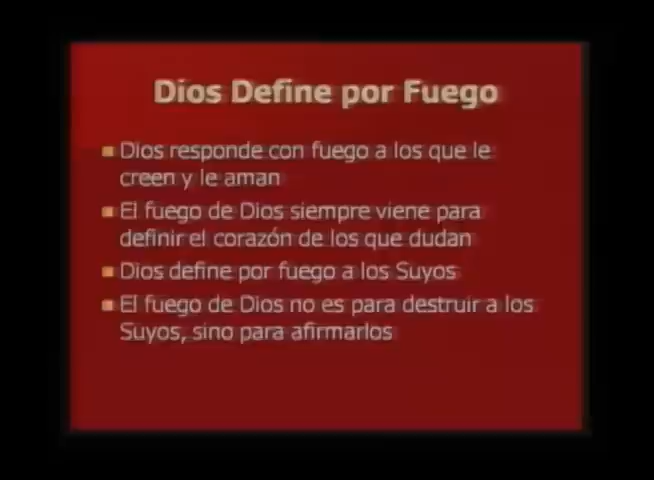 Dios Define por Fuego
Dios responde con fuego a los que le
creen y le aman
El fuego de Dios siempre viene para
definir el corazón de los que dudan
Dios define por fuego a los Suyos
El fuego de Dios no es para destruir a los
Suyos, sino para afirmarlos